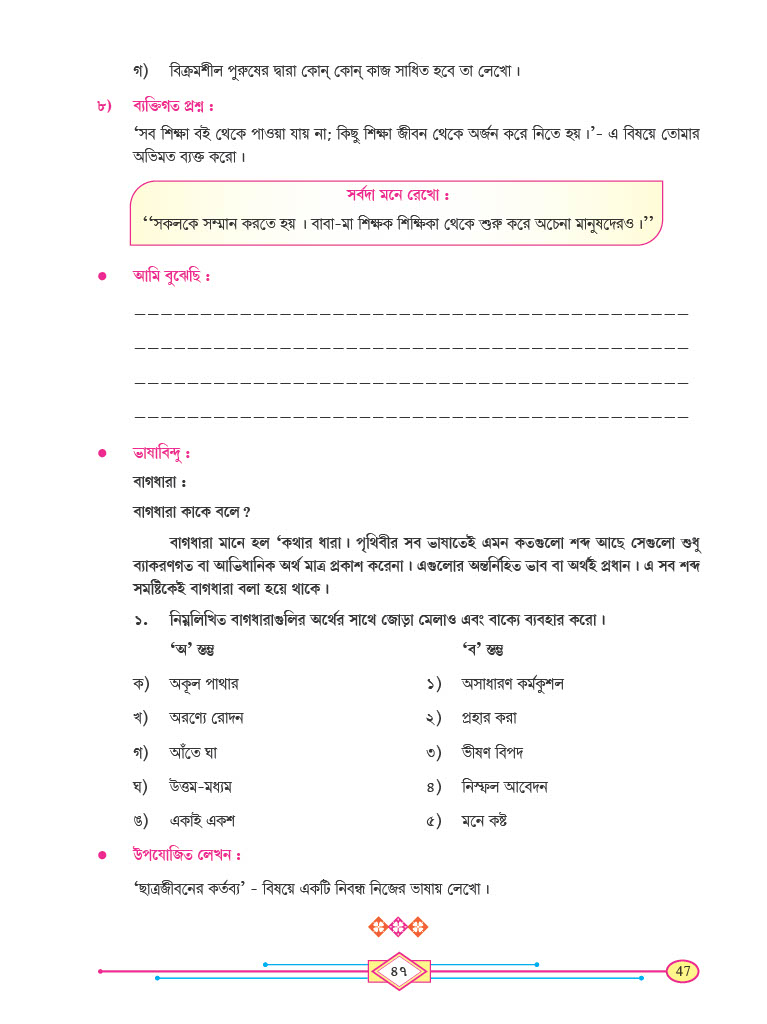 গ) বিক্রমশীল পুরুষের দ্বারা কোন্ কোন্ কাজ সাধিত হবে তা লেখো।
৮) ব্যক্তিগত প্রশ্ন :
‘সব শিক্ষা বই থেকে পাওয়া যায় না; কিছু শিক্ষা জীবন থেকে অর্জন করে নিতে হয়।’- এ বিষয়ে তোমার
অভিমত ব্যক্ত করো।
সর্বদা মনে রেখো :
‘‘সকলকে সম্মান করতে হয় । বাবা-মা শিক্ষক শিক্ষিকা থেকে শুরু করে অচেনা মানুষদেরও।’’
● আমি বুঝেছি :
● ভাষাবিন্দু :
বাগধারা :
বাগধারা কাকে বলে?
বাগধারা মানে হল ‘কথার ধারা। পৃথিবীর সব ভাষাতেই এমন কতগুলো শব্দ আছে সেগুলো শুধু
ব্যাকরণগত বা আভিধানিক অর্থ মাত্র প্রকাশ করেনা। এগুলোর অন্তর্নিহিত ভাব বা অর্থই প্রধান। এ সব শব্দ
সমষ্টিকেই বাগধারা বলা হয়ে থাকে।
১. নিম্নলিখিত বাগধারাগুলির অর্থের সাথে জোড়া মেলাও এবং বাক্যে ব্যবহার করো।
‘অ’ স্তম্ভ ‘ব’ স্তম্ভ
ক) অকূল পাথার ১) অসাধারণ কর্মকুশল
খ) অরণ্যে রোদন ২) প্রহার করা
গ) আঁতে ঘা ৩) ভীষণ বিপদ
ঘ) উত্তম-মধ্যম ৪) নিস্ফল আবেদন
ঙ) একাই একশ ৫) মনে কষ্ট
● উপযোজিত লেখন :
‘ছাত্রজীবনের কর্তব্য’ - বিষয়ে একটি নিবন্ধ নিজের ভাষায় লেখো।
৪৭ 47